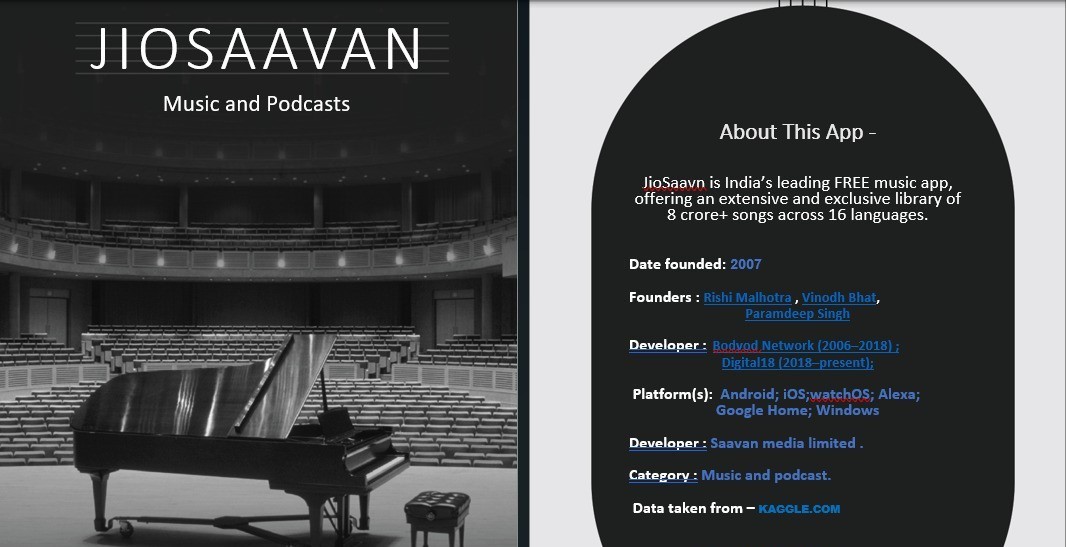 JIOSAAVAN
Music and Podcasts
About This App -
JioSaavn is India’s leading FREE music app,
offering an extensive and exclusive library of
8 crore+ songs across 16 languages.
Date founded: 2007
Founders : Rishi Malhotra , Vinodh Bhat,
Paramdeep Singh
Developer : Bodvod Network (2006–2018) ;
Digital18 (2018–present);
Platform(s): Android; iOS;watchOS; Alexa;
Google Home; Windows
Developer : Saavan media limited .
Category : Music and podcast.
Data taken from – KAGGLE.COM